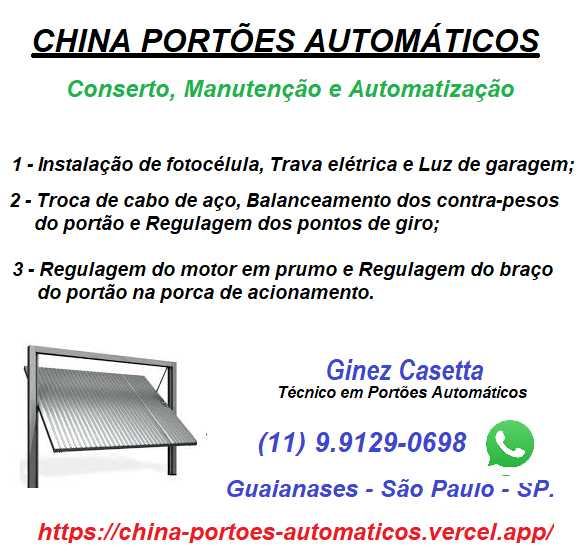 CHINA PORTÕES AUTOMÁTICOS
Conserto, Manutenção e Automatização
1 - Instalação de fotocélula, Trava elétrica e Luz de garagem;
2 - Troca de cabo de aço, Balanceamento dos contra-pesos
do portão e Regulagem dos pontos de giro;
3 - Regulagem do motor em prumo e Regulagem do braço
do portão na porca de acionamento.
Ginez Casetta
Técnico em Portões Automáticos
(11) 9.9129-0698
Guaianases - São Paulo - SP.
https://china-portoes-automaticos.vercel.app/